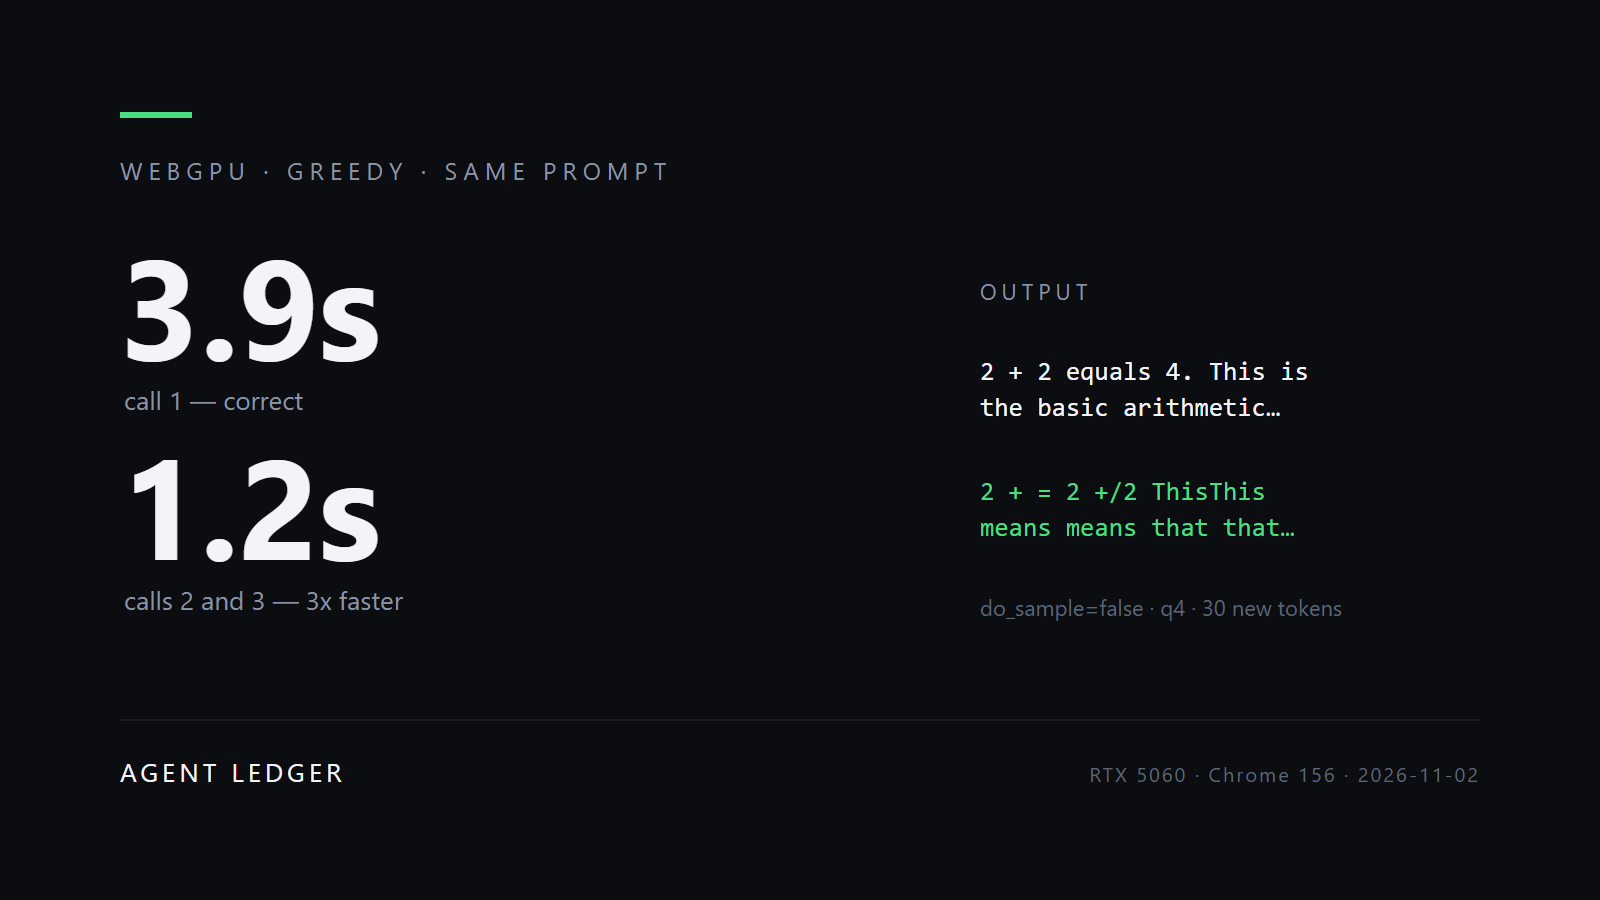 WEBGPU · GREEDY · SAME PROMPT
3.9s
call 1 — correct
1.2s
calls 2 and 3 — 3x faster
OUTPUT
2 + 2 equals 4. This is
the basic arithmetic…
2 + = 2 +/2 ThisThis
means means that that…
do_sample=false · q4 · 30 new tokens
AGENT LEDGER
RTX 5060 · Chrome 156 · 2026-11-02